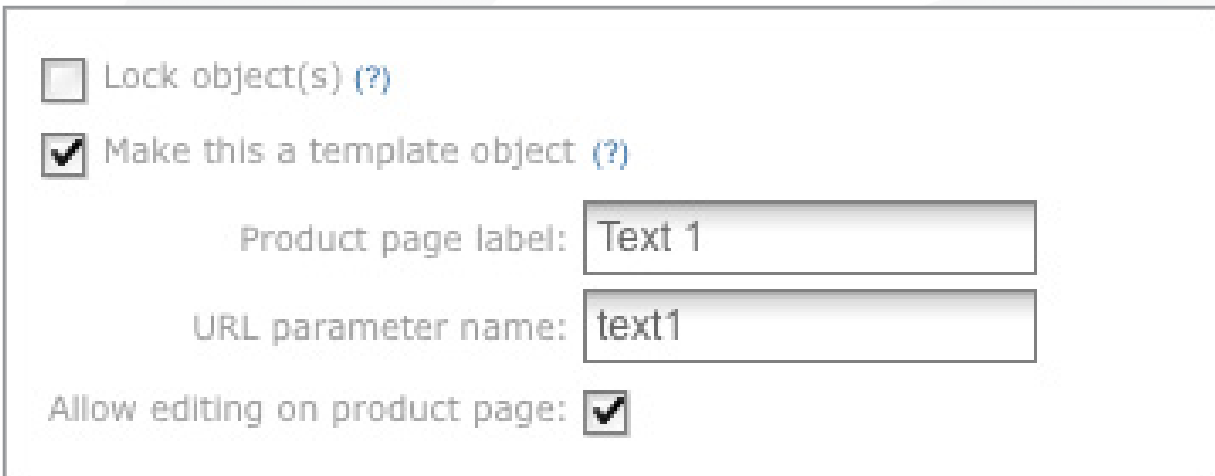 Lock object(s) (?)
Make this a template object (?)
Product page label: Text 1
URL parameter name: text1
Allow editing on product page: